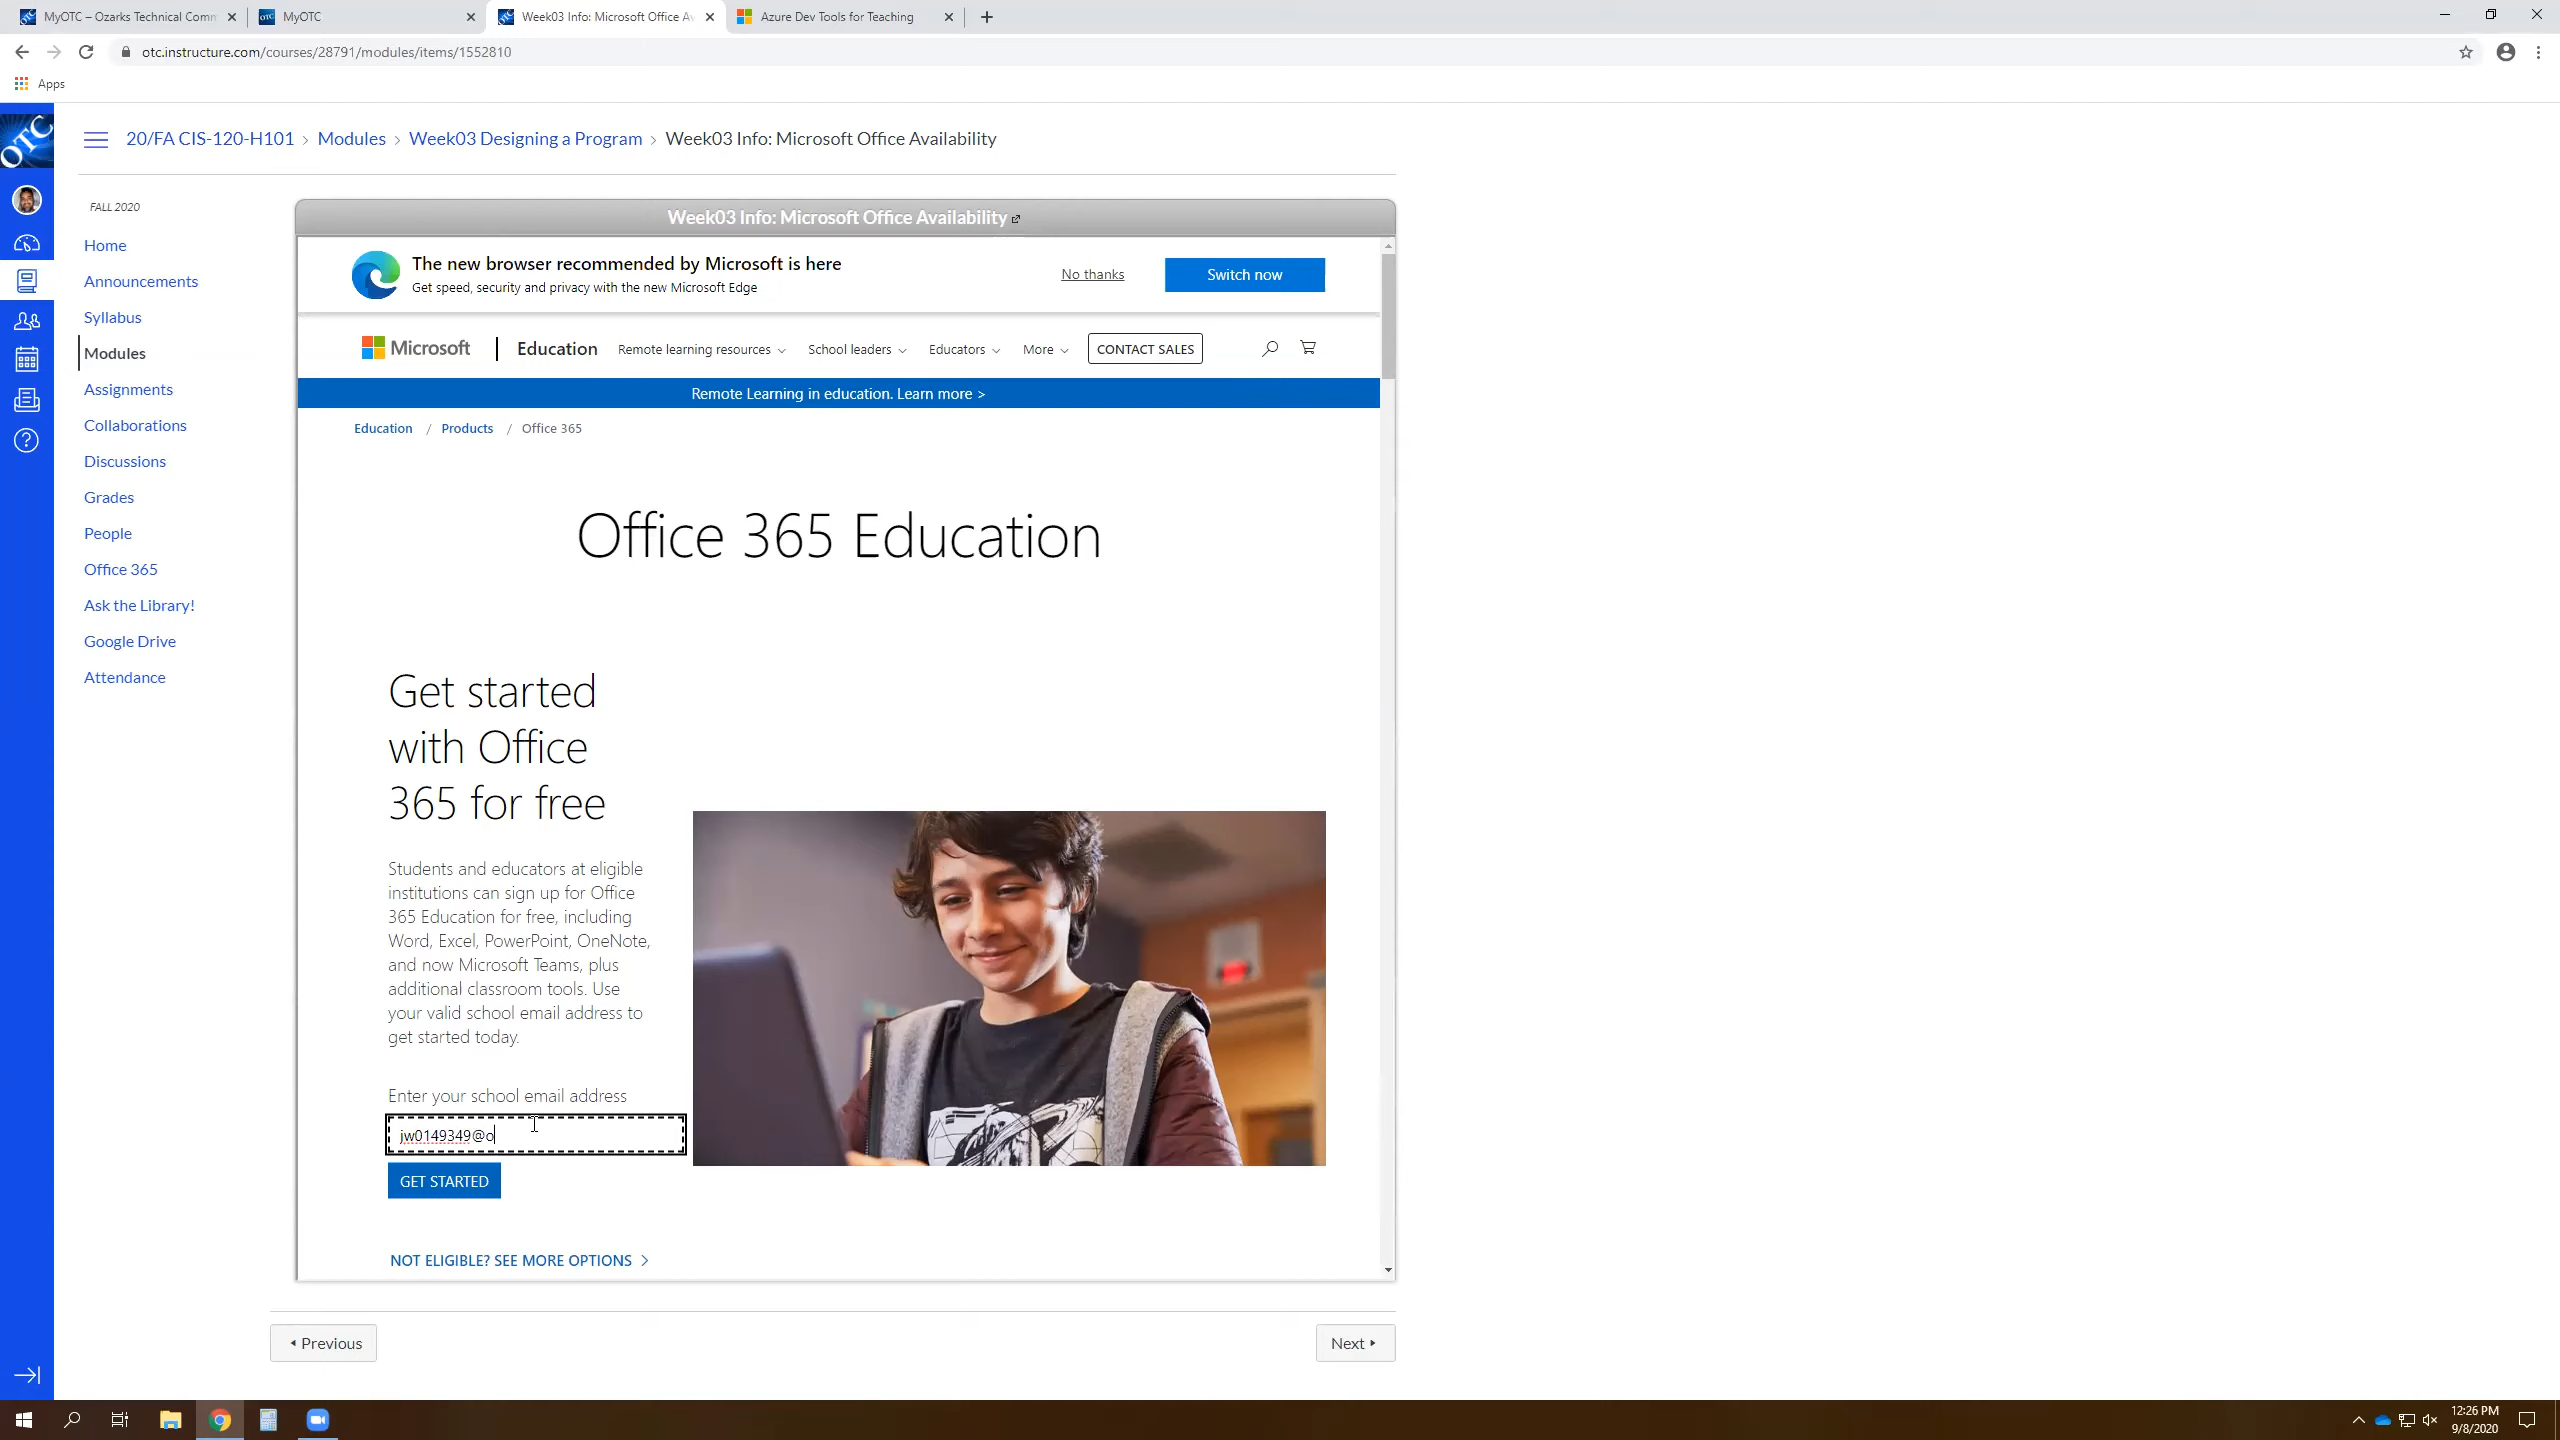 MyOTC – Ozarks Technical Comm
MyOTC
Week03 Info: Microsoft Office Av
Azure Dev Tools for Teaching
otc.instructure.com/courses/28791/modules/items/1552810
Apps
OTC
20/FA CIS-120-H101 > Modules > Week03 Designing a Program > Week03 Info: Microsoft Office Availability
FALL 2020
Home
Announcements
Syllabus
Modules
Assignments
Collaborations
Discussions
Grades
People
Office 365
Ask the Library!
Google Drive
Attendance
Week03 Info: Microsoft Office Availability
The new browser recommended by Microsoft is here
Get speed, security and privacy with the new Microsoft Edge
No thanks
Switch now
Microsoft
Education
Remote learning resources
School leaders
Educators
More
CONTACT SALES
Remote Learning in education. Learn more >
Education / Products / Office 365
Office 365 Education
Get started
with Office
365 for free
Students and educators at eligible
institutions can sign up for Office
365 Education for free, including
Word, Excel, PowerPoint, OneNote,
and now Microsoft Teams, plus
additional classroom tools. Use
your valid school email address to
get started today.
Enter your school email address
jw0149349@o
GET STARTED
NOT ELIGIBLE? SEE MORE OPTIONS >
Previous
Next
12:26 PM
9/8/2020